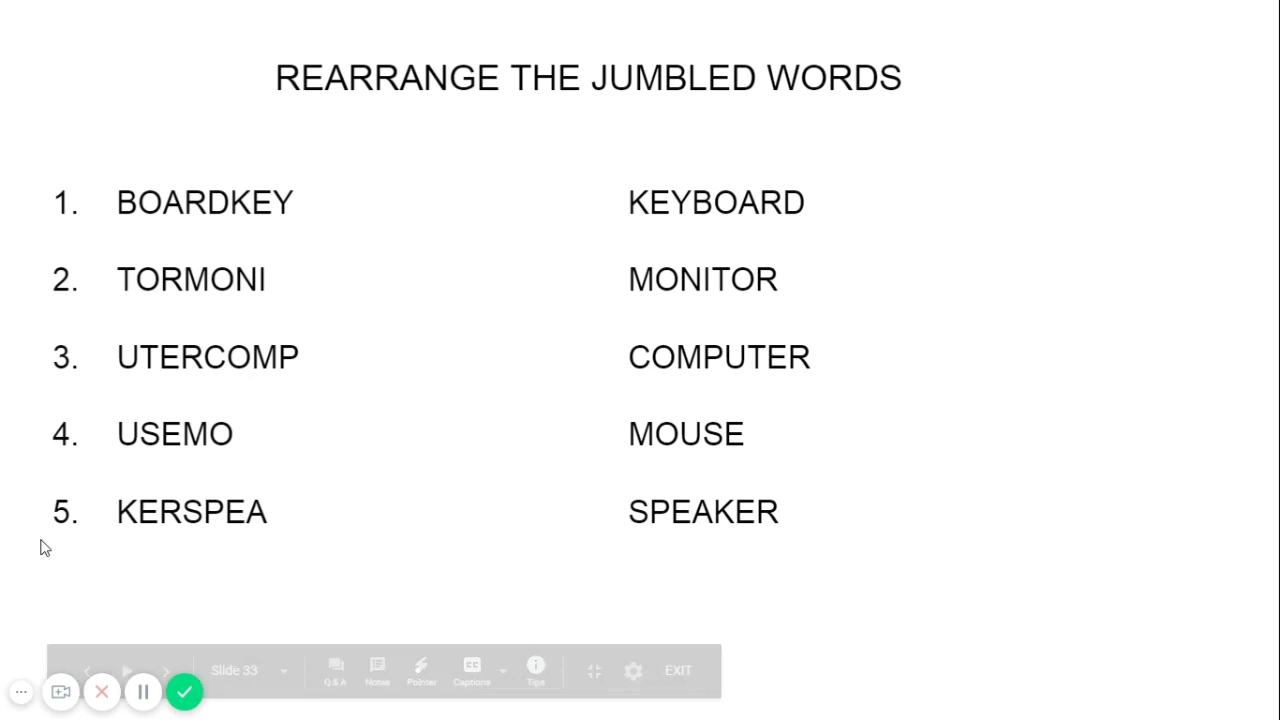 REARRANGE THE JUMBLED WORDS
1. BOARDKEY KEYBOARD
2. TORMONI MONITOR
3. UTERCOMP COMPUTER
4. USEMO MOUSE
5. KERSPEA SPEAKER
Slide 33 Q & A Notes Pointer Captions Tips EXIT